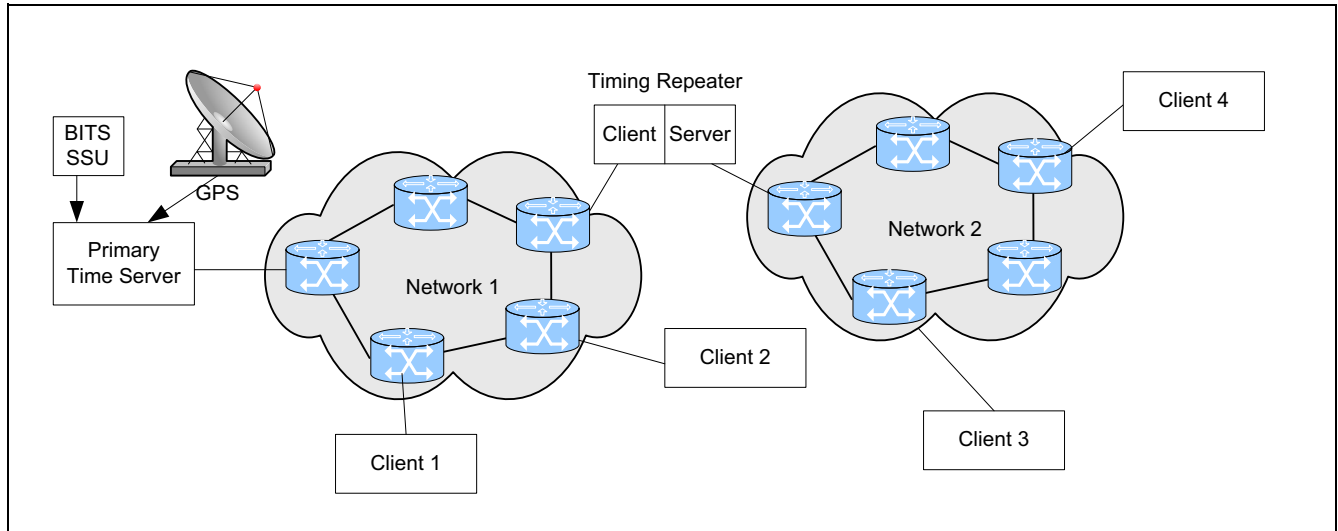 Timing Repeater
Client Server
Client 4
BITS
SSU
GPS
Primary
Time Server
Network 1
Network 2
Client 2
Client 3
Client 1